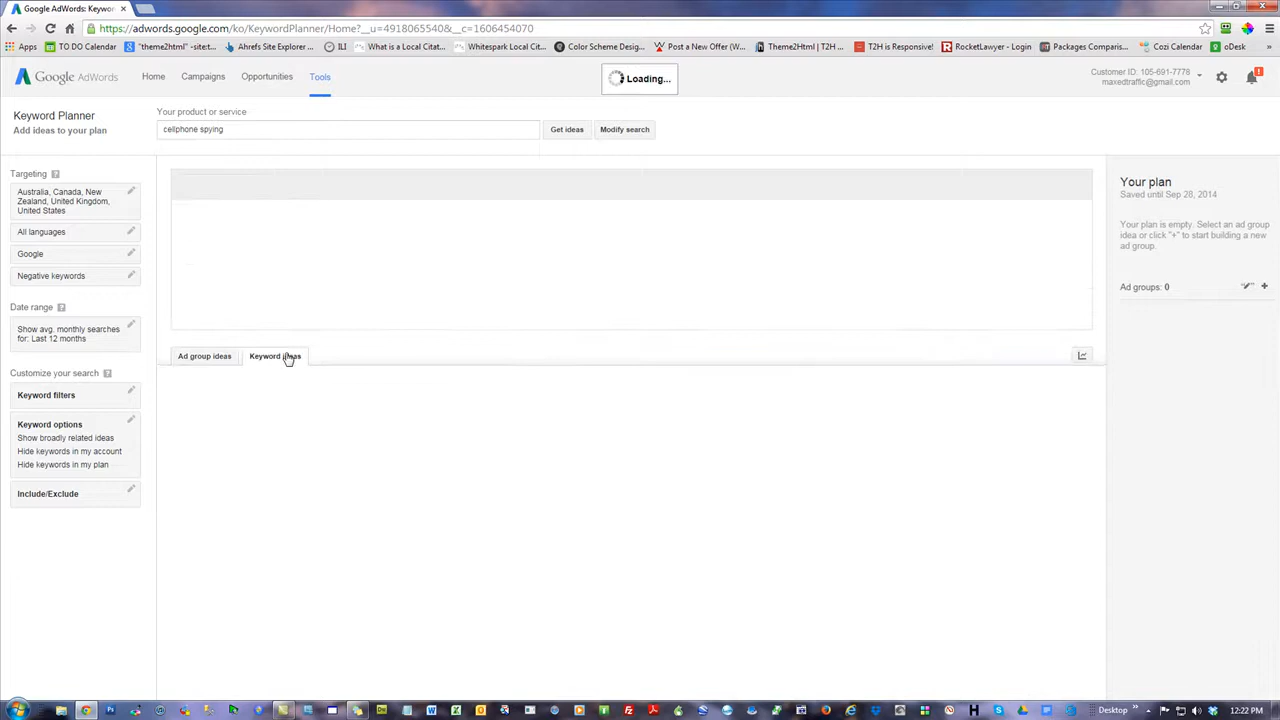 Google AdWords: Keywo
https://adwords.google.com/ko/KeywordPlanner/Home?__u=4918065540&__c=1606454070
Apps TO DO Calendar "theme2html" -site:t... Ahrefs Site Explorer ... ILI What is a Local Citat... Whitespark Local Cit... Color Scheme Desig... Post a New Offer (W... Theme2Html | T2H ... T2H is Responsive! RocketLawyer - Login Packages Comparis... Cozi Calendar oDesk
Google AdWords Home Campaigns Opportunities Tools
Loading...
Customer ID: 105-691-7778
maxedtraffic@gmail.com
Keyword Planner
Add ideas to your plan
Your product or service
cellphone spying
Get ideas Modify search
Targeting ?
Australia, Canada, New
Zealand, United Kingdom,
United States
All languages
Google
Negative keywords
Date range ?
Show avg. monthly searches
for: Last 12 months
Customize your search ?
Keyword filters
Keyword options
Show broadly related ideas
Hide keywords in my account
Hide keywords in my plan
Include/Exclude
Ad group ideas Keyword ideas
Your plan
Saved until Sep 28, 2014
Your plan is empty. Select an ad group
idea or click "+" to start building a new
ad group.
Ad groups: 0
Desktop 12:22 PM